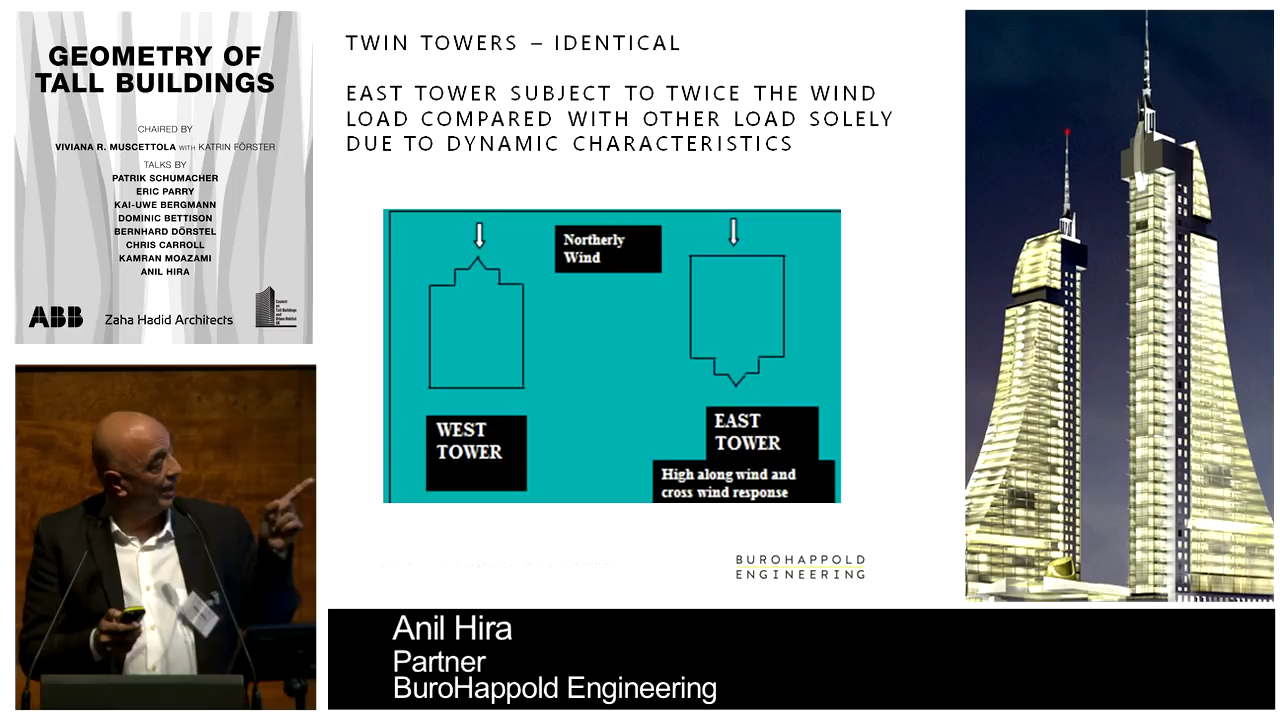 GEOMETRY OF
TALL BUILDINGS
CHAIRED BY
VIVIANA R. MUSCETTOLA WITH KATRIN FÖRSTER
TALKS BY
PATRIK SCHUMACHER
ERIC PARRY
KAI-UWE BERGMANN
DOMINIC BETTISON
BERNHARD DÖRSTEL
CHRIS CARROLL
KAMRAN MOAZAMI
ANIL HIRA
ABB
Zaha Hadid Architects
TWIN TOWERS – IDENTICAL
EAST TOWER SUBJECT TO TWICE THE WIND
LOAD COMPARED WITH OTHER LOAD SOLELY
DUE TO DYNAMIC CHARACTERISTICS
Northerly
Wind
WEST
TOWER
EAST
TOWER
High along wind and
cross wind response
BUROHAPPOLD
ENGINEERING
Anil Hira
Partner
BuroHappold Engineering